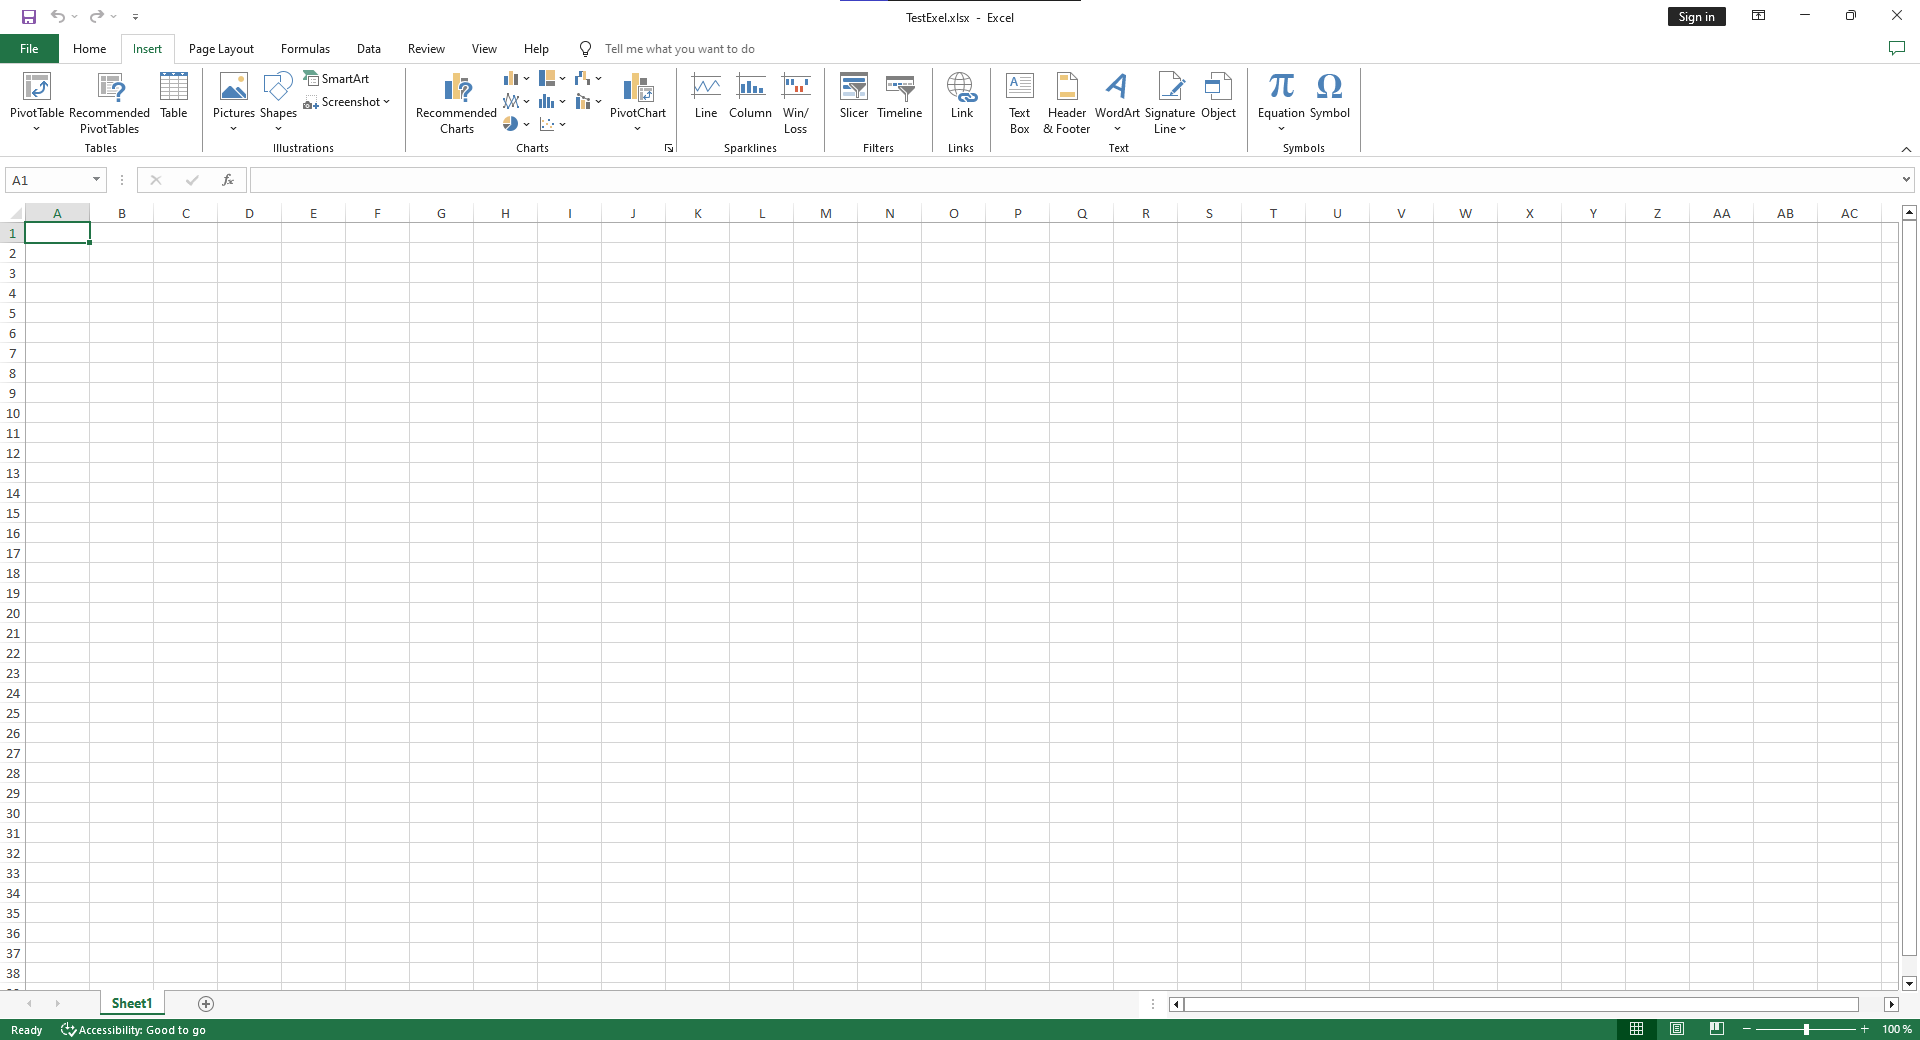 TestExel.xlsx - Excel
Sign in
File Home Insert Page Layout Formulas Data Review View Help Tell me what you want to do
PivotTable
Recommended
PivotTables
Table
Tables
Pictures
Shapes
SmartArt
Screenshot
Illustrations
Recommended
Charts
PivotChart
Charts
Line
Column
Win/
Loss
Sparklines
Slicer
Timeline
Filters
Link
Links
Text
Box
Header
& Footer
WordArt
Signature
Line
Object
Text
Equation
Symbol
Symbols
A1
fx
A B C D E F G H I J K L M N O P Q R S T U V W X Y Z AA AB AC
1
2
3
4
5
6
7
8
9
10
11
12
13
14
15
16
17
18
19
20
21
22
23
24
25
26
27
28
29
30
31
32
33
34
35
36
37
38
Sheet1
Ready Accessibility: Good to go 100 %